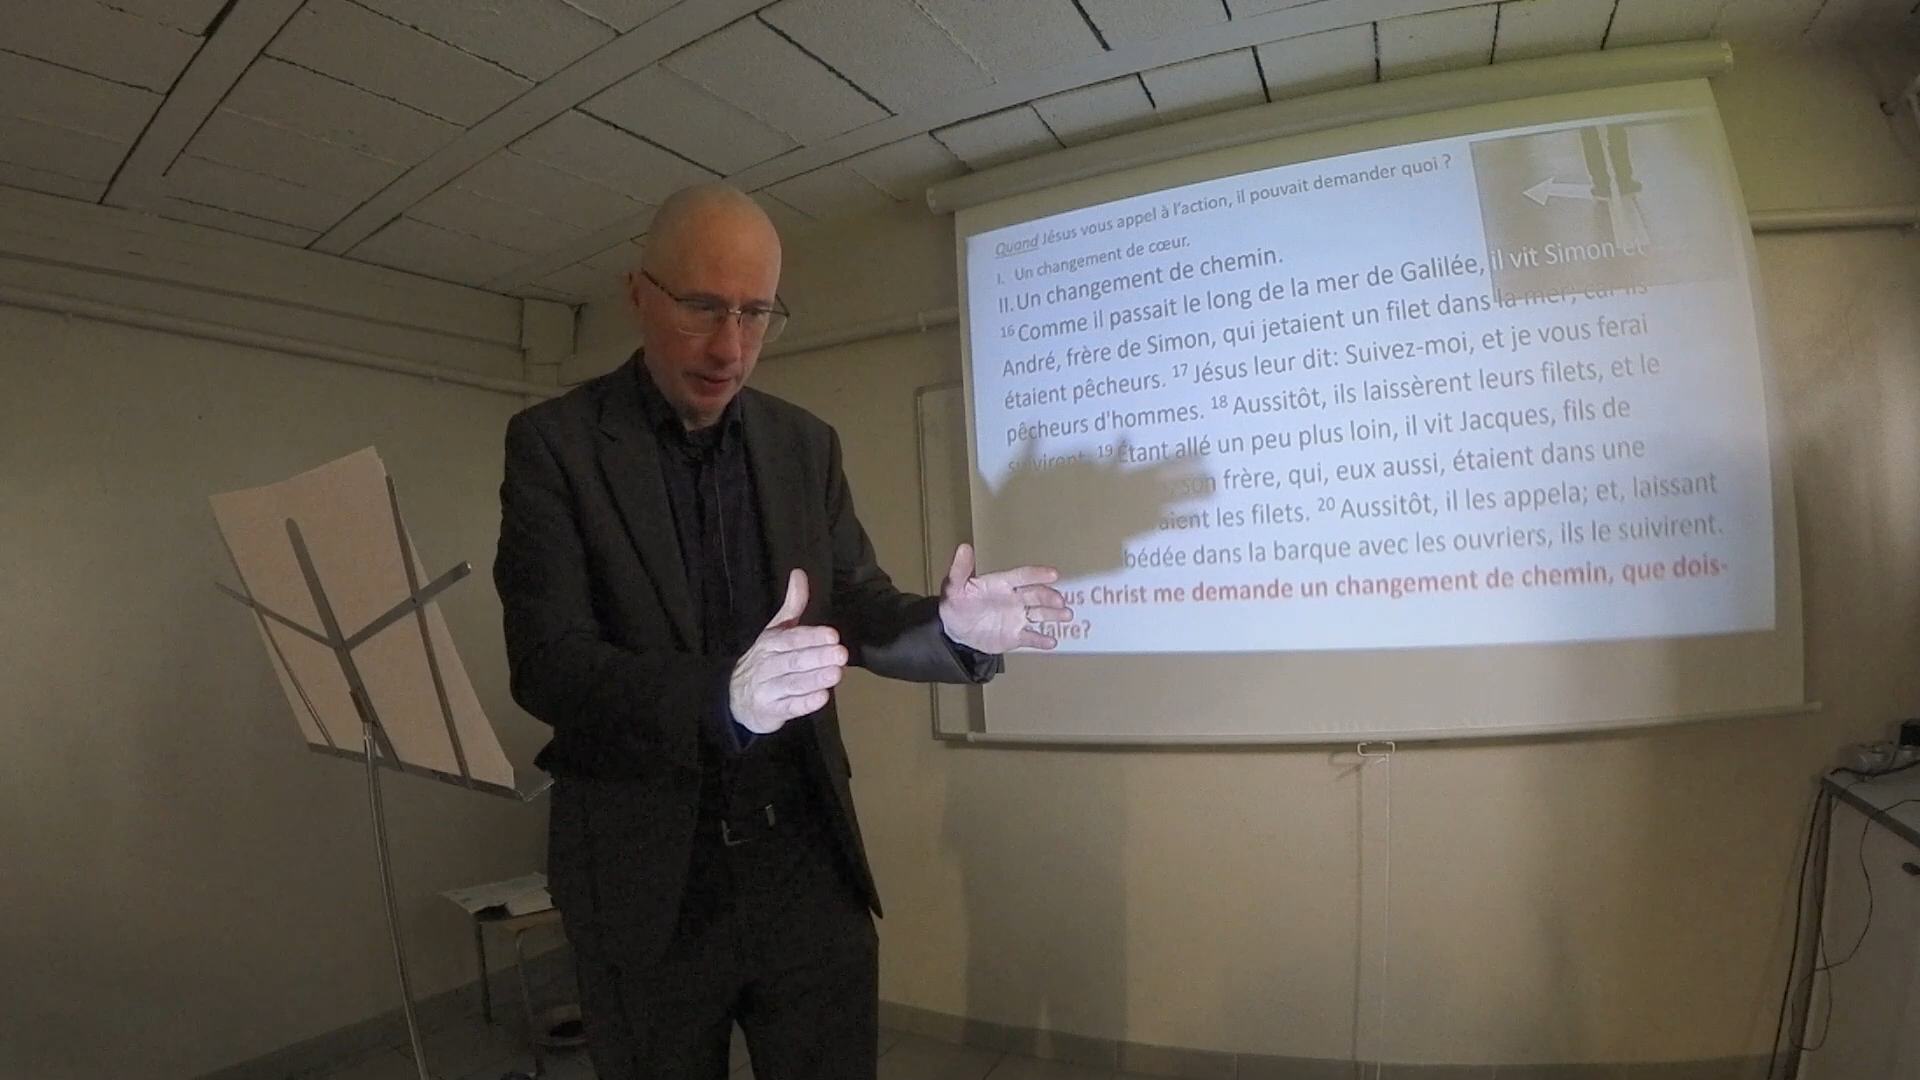 Quand Jésus vous appel à l'action, il pouvait demander quoi ?
I. Un changement de cœur.
II. Un changement de chemin.
16 Comme il passait le long de la mer de Galilée, il vit Simon et
André, frère de Simon, qui jetaient un filet dans la mer; car ils
étaient pêcheurs. 17 Jésus leur dit: Suivez-moi, et je vous ferai
pêcheurs d'hommes. 18 Aussitôt, ils laissèrent leurs filets, et le
suivirent. 19 Étant allé un peu plus loin, il vit Jacques, fils de
son frère, qui, eux aussi, étaient dans une
aient les filets. 20 Aussitôt, il les appela; et, laissant
bédée dans la barque avec les ouvriers, ils le suivirent.
us Christ me demande un changement de chemin, que dois-
faire?